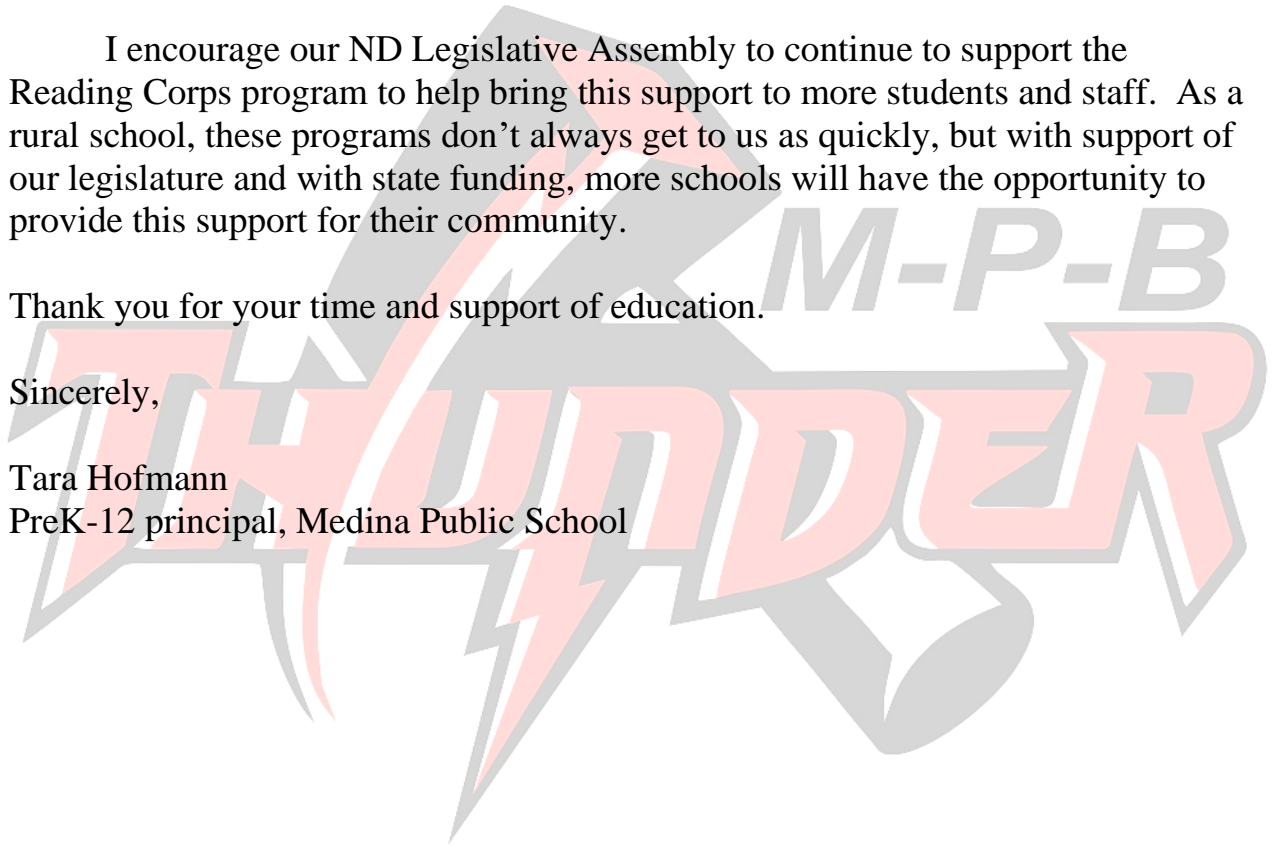 I encourage our ND Legislative Assembly to continue to support the
Reading Corps program to help bring this support to more students and staff.  As a
rural school, these programs don’t always get to us as quickly, but with support of
our legislature and with state funding, more schools will have the opportunity to
provide this support for their community.
M-P-B
Thank you for your time and support of education.
THUNDER
Sincerely,
Tara Hofmann
PreK-12 principal, Medina Public School